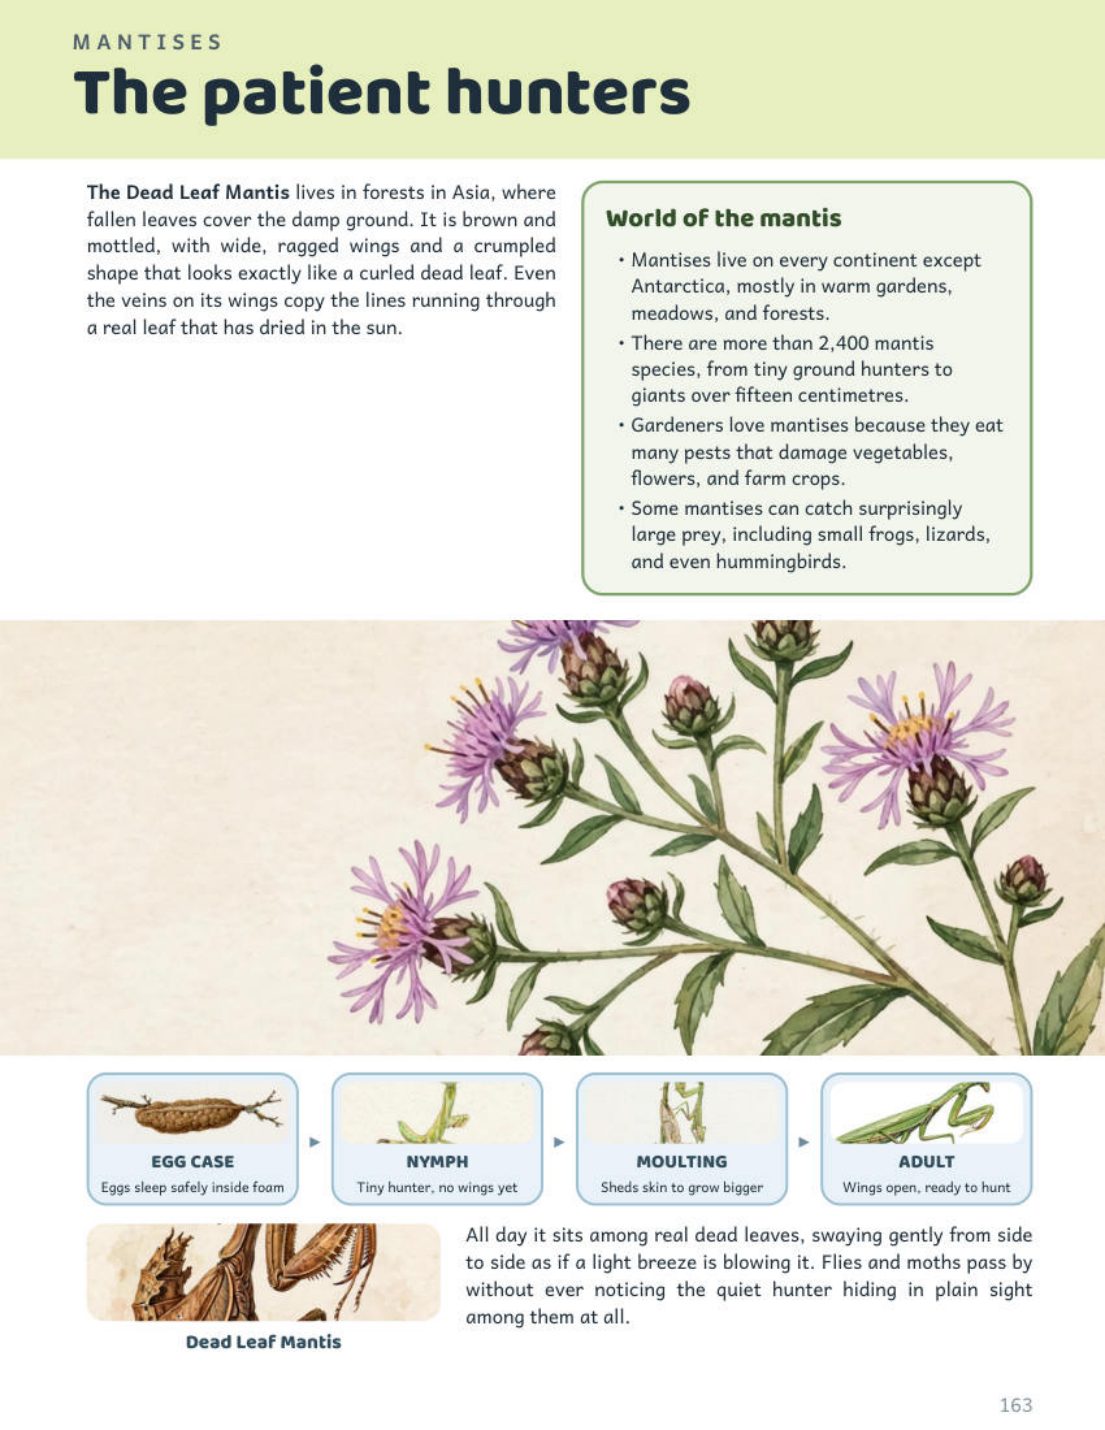 MANTISES
The patient hunters
The Dead Leaf Mantis lives in forests in Asia, where
fallen leaves cover the damp ground. It is brown and
mottled, with wide, ragged wings and a crumpled
shape that looks exactly like a curled dead leaf. Even
the veins on its wings copy the lines running through
a real leaf that has dried in the sun.
World of the mantis
• Mantises live on every continent except
Antarctica, mostly in warm gardens,
meadows, and forests.
• There are more than 2,400 mantis
species, from tiny ground hunters to
giants over fifteen centimetres.
• Gardeners love mantises because they eat
many pests that damage vegetables,
flowers, and farm crops.
• Some mantises can catch surprisingly
large prey, including small frogs, lizards,
and even hummingbirds.
EGG CASE
Eggs sleep safely inside foam
NYMPH
Tiny hunter, no wings yet
MOULTING
Sheds skin to grow bigger
ADULT
Wings open, ready to hunt
Dead Leaf Mantis
All day it sits among real dead leaves, swaying gently from side
to side as if a light breeze is blowing it. Flies and moths pass by
without ever noticing the quiet hunter hiding in plain sight
among them at all.
163